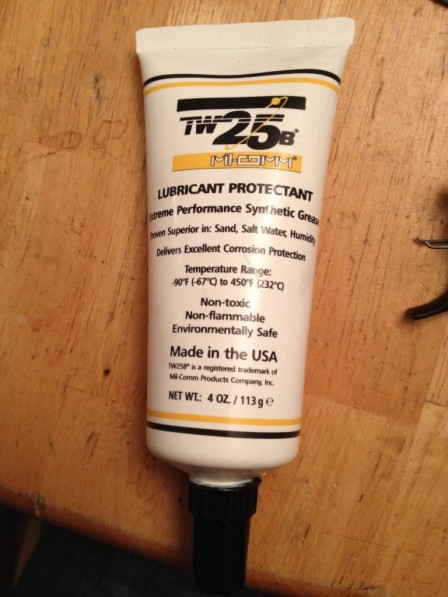 TW25B®
MIL-COMM®
LUBRICANT PROTECTANT
Extreme Performance Synthetic Grease
Proven Superior in: Sand, Salt Water, Humidity
Delivers Excellent Corrosion Protection
Temperature Range:
-90°F (-67°C) to 450°F (232°C)
Non-toxic
Non-flammable
Environmentally Safe
Made in the USA
TW25B® is a registered trademark of
Mil-Comm Products Company, Inc.
NET WT.: 4 OZ. / 113 g ℮